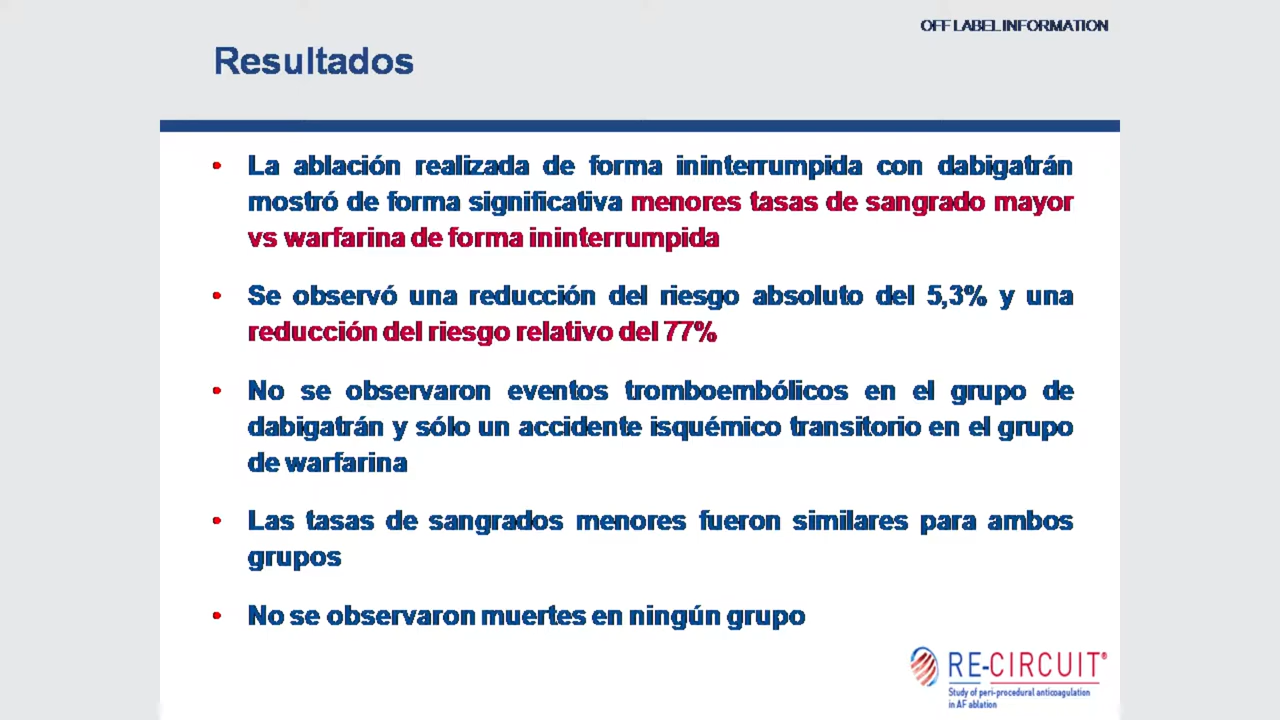 OFF LABEL INFORMATION
Resultados
• La ablación realizada de forma ininterrumpida con dabigatrán
mostró de forma significativa menores tasas de sangrado mayor
vs warfarina de forma ininterrumpida
• Se observó una reducción del riesgo absoluto del 5,3% y una
reducción del riesgo relativo del 77%
• No se observaron eventos tromboembólicos en el grupo de
dabigatrán y sólo un accidente isquémico transitorio en el grupo
de warfarina
• Las tasas de sangrados menores fueron similares para ambos
grupos
• No se observaron muertes en ningún grupo
RE-CIRCUIT®
Study of peri-procedural anticoagulation
in AF ablation